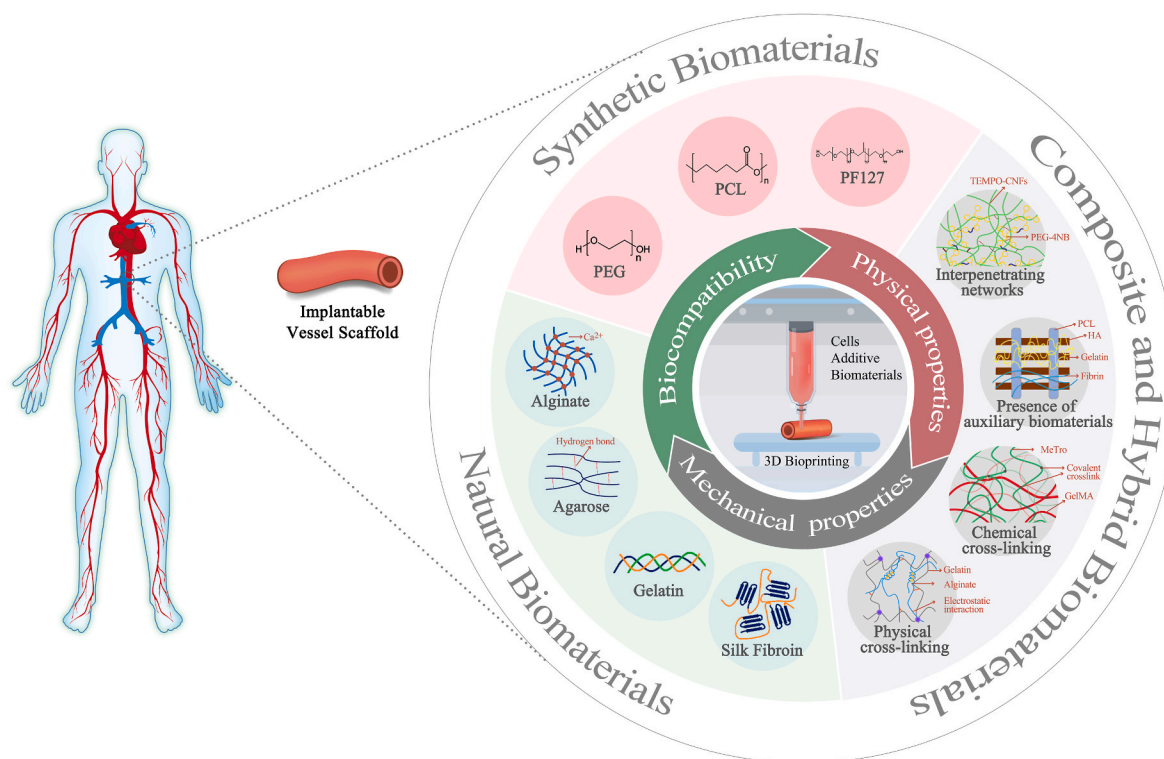 Synthetic Biomaterials
PCL
PF127
PEG
H
O
OH
n
O
O
n
Composite and Hybrid Biomaterials
TEMPO-CNFs
PEG-4NB
Interpenetrating
networks
PCL
HA
Gelatin
Fibrin
Presence of
auxiliary biomaterials
MeTro
Covalent
crosslink
GelMA
Chemical
cross-linking
Gelatin
Alginate
Electrostatic
interaction
Physical
cross-linking
Natural Biomaterials
Ca²⁺
Alginate
Hydrogen bond
Agarose
Gelatin
Silk Fibroin
Biocompatibility
Physical properties
Mechanical properties
Cells
Additive
Biomaterials
3D Bioprinting
Implantable
Vessel Scaffold